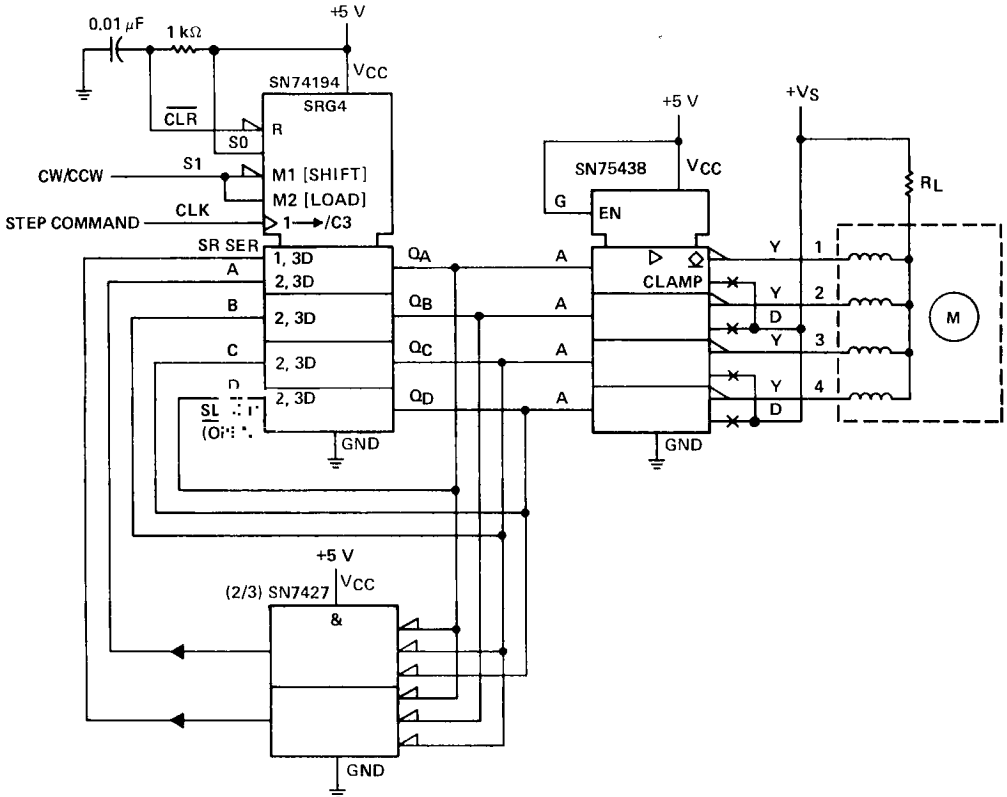 +5 V
0.01 µF
1 kΩ
VCC
SN74194
SRG4
CLR
R
S0
S1
CW/CCW
M1 [SHIFT]
M2 [LOAD]
STEP COMMAND
CLK
1 →/C3
SR SER
1, 3D
A
2, 3D
B
2, 3D
C
2, 3D
D
2, 3D
SL
QA
QB
QC
QD
GND
+5 V
VCC
SN75438
G
EN
A
A
A
A
CLAMP
GND
+VS
RL
Y 1
Y 2
D
Y 3
Y 4
D
M
+5 V
VCC
(2/3) SN7427
&
GND